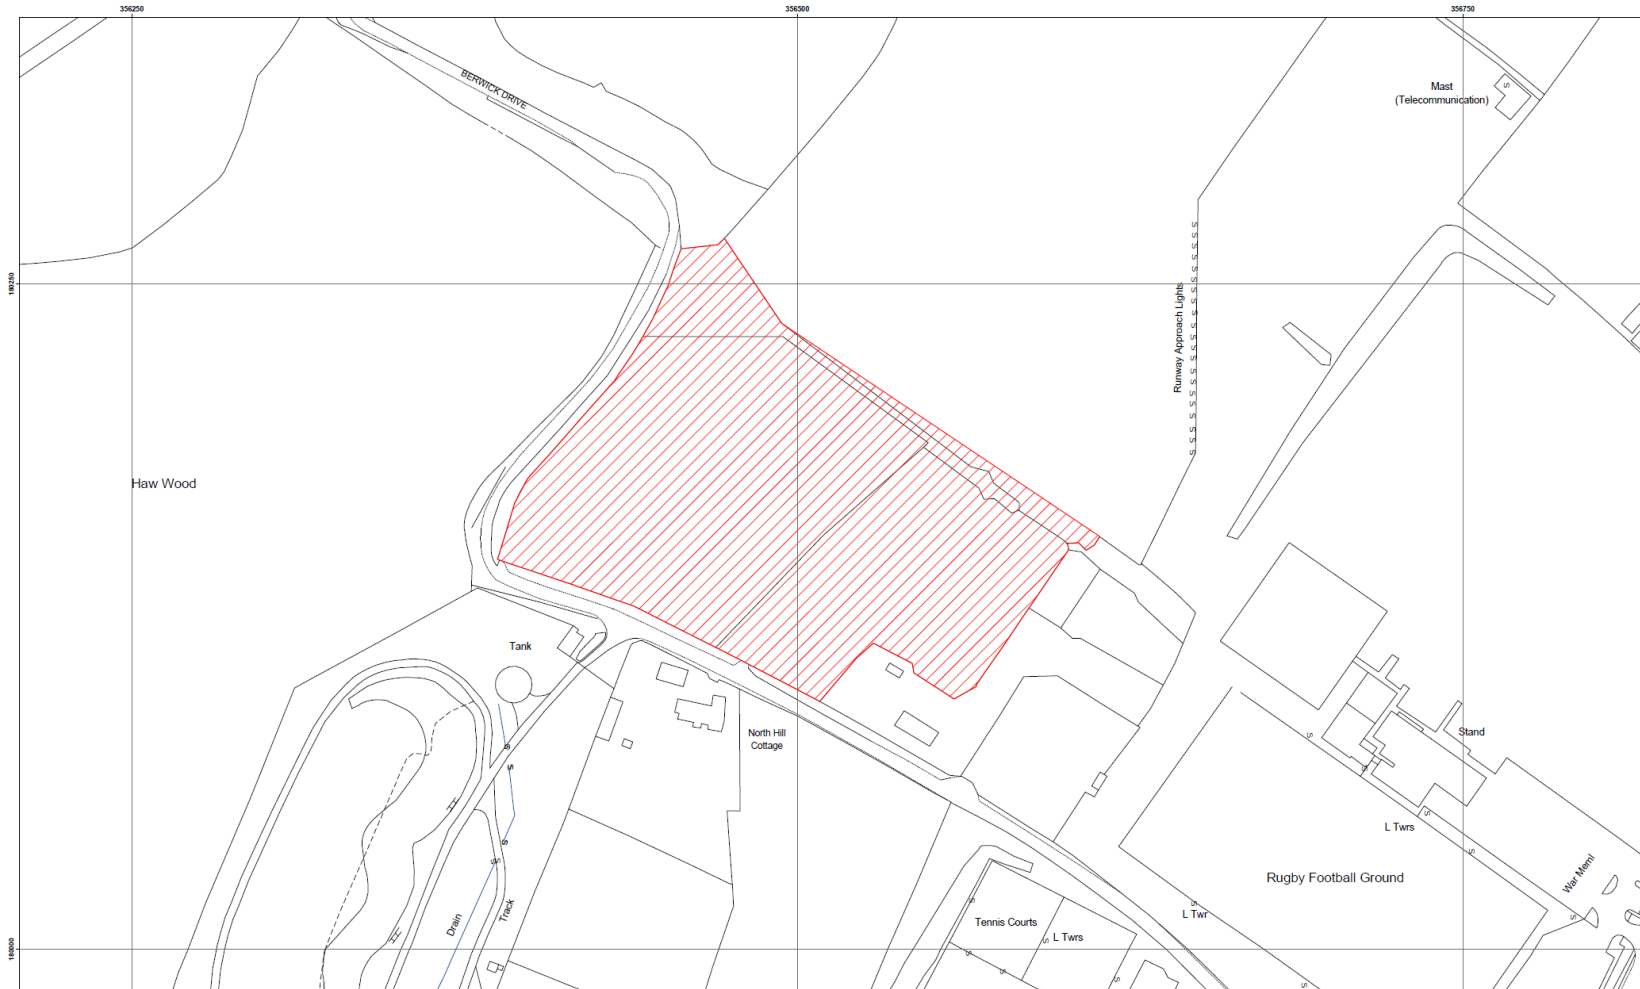 356250
356500
356750
BERWICK DRIVE
Mast
(Telecommunication)
180250
Runway Approach Lights
Haw Wood
Tank
North Hill
Cottage
Stand
L Twrs
War Meml
Rugby Football Ground
Drain
Track
Tennis Courts
L Twrs
L Twr
180000